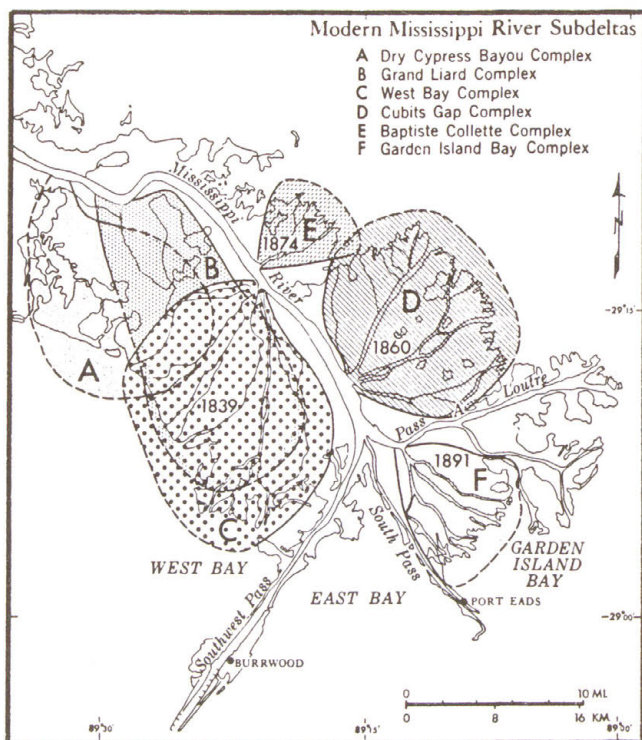 Modern Mississippi River Subdeltas
A Dry Cypress Bayou Complex
B Grand Liard Complex
C West Bay Complex
D Cubits Gap Complex
E Baptiste Collette Complex
F Garden Island Bay Complex
Mississippi
River
E
1874
B
D
29°15'
1860
A
1839
Pass A L'Loutre
1891
F
C
South Pass
WEST BAY
GARDEN
ISLAND
BAY
EAST BAY
PORT EADS
29°00'
Southwest Pass
BURRWOOD
0 10 MI.
0 8 16 KM
89°30'
89°15'
89°00'